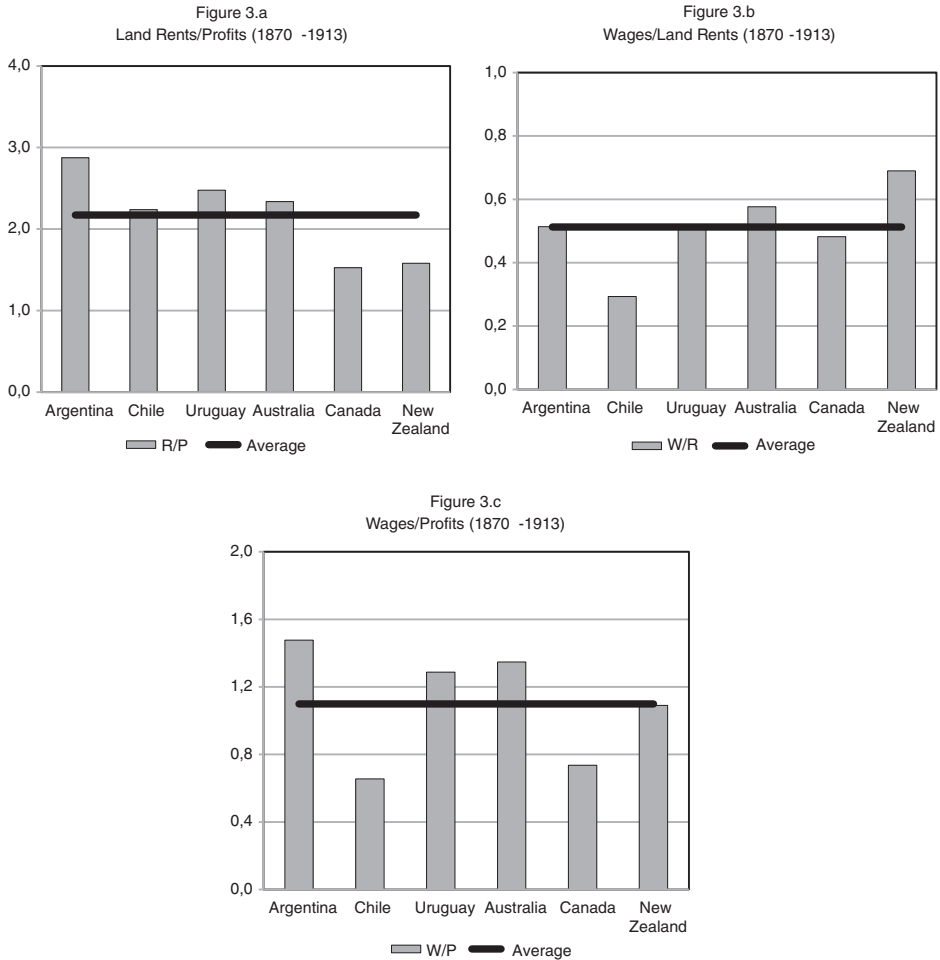 Figure 3.a
Land Rents/Profits (1870 -1913)
4,0
3,0
2,0
1,0
0,0
Argentina Chile Uruguay Australia Canada New Zealand
R/P Average
Figure 3.b
Wages/Land Rents (1870 -1913)
1,0
0,8
0,6
0,4
0,2
0,0
Argentina Chile Uruguay Australia Canada New Zealand
W/R Average
Figure 3.c
Wages/Profits (1870 -1913)
2,0
1,6
1,2
0,8
0,4
0,0
Argentina Chile Uruguay Australia Canada New Zealand
W/P Average